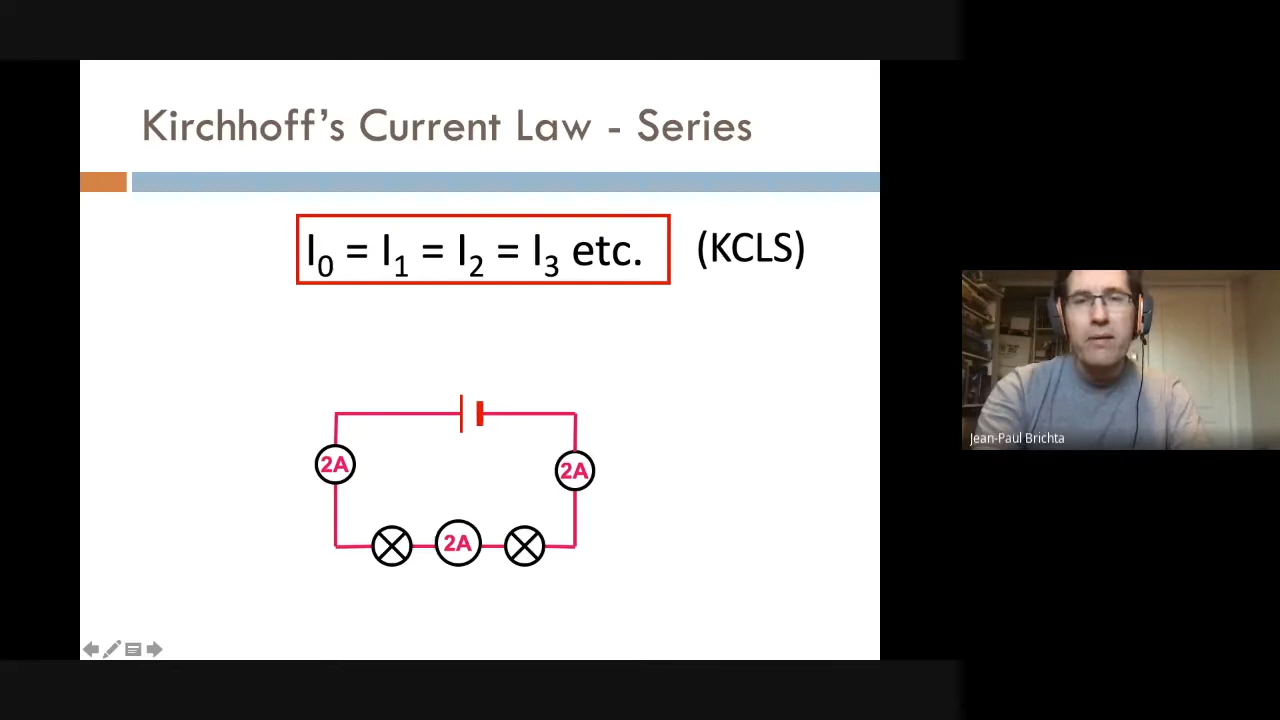 Kirchhoff's Current Law - Series
I₀ = I₁ = I₂ = I₃ etc. (KCLS)
2A
2A
2A
Jean-Paul Brichta